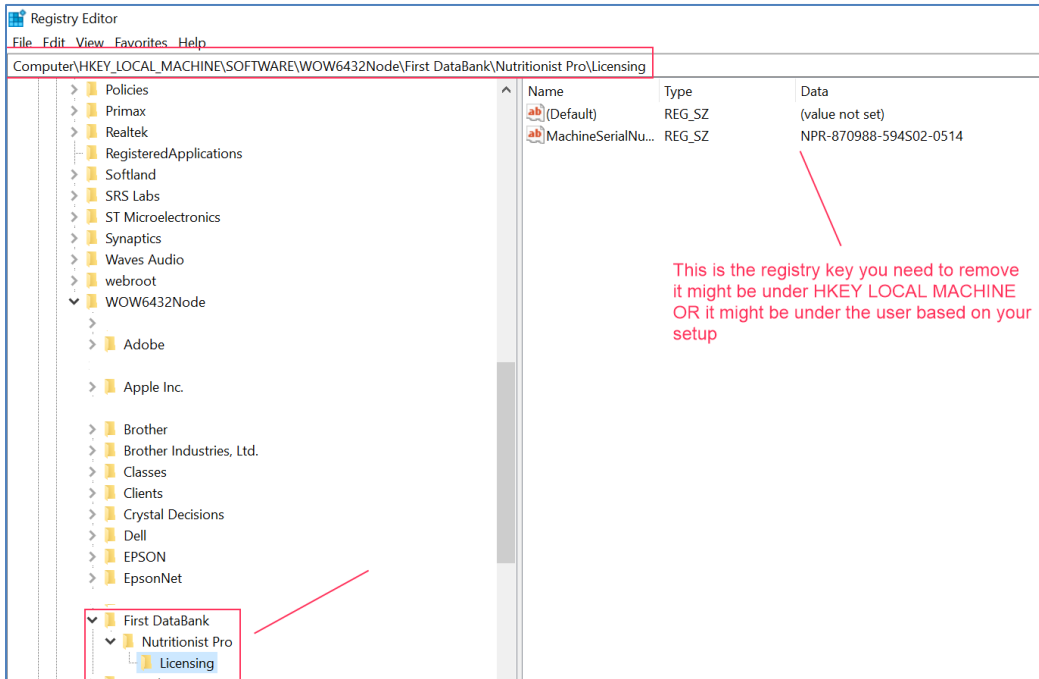 Registry Editor
File Edit View Favorites Help
Computer\HKEY_LOCAL_MACHINE\SOFTWARE\WOW6432Node\First DataBank\Nutritionist Pro\Licensing
Policies
Primax
Realtek
RegisteredApplications
Softland
SRS Labs
ST Microelectronics
Synaptics
Waves Audio
webroot
WOW6432Node
Adobe
Apple Inc.
Brother
Brother Industries, Ltd.
Classes
Clients
Crystal Decisions
Dell
EPSON
EpsonNet
First DataBank
Nutritionist Pro
Licensing
Name Type Data
(Default) REG_SZ (value not set)
MachineSerialNu... REG_SZ NPR-870988-594S02-0514
This is the registry key you need to remove
it might be under HKEY LOCAL MACHINE
OR it might be under the user based on your
setup